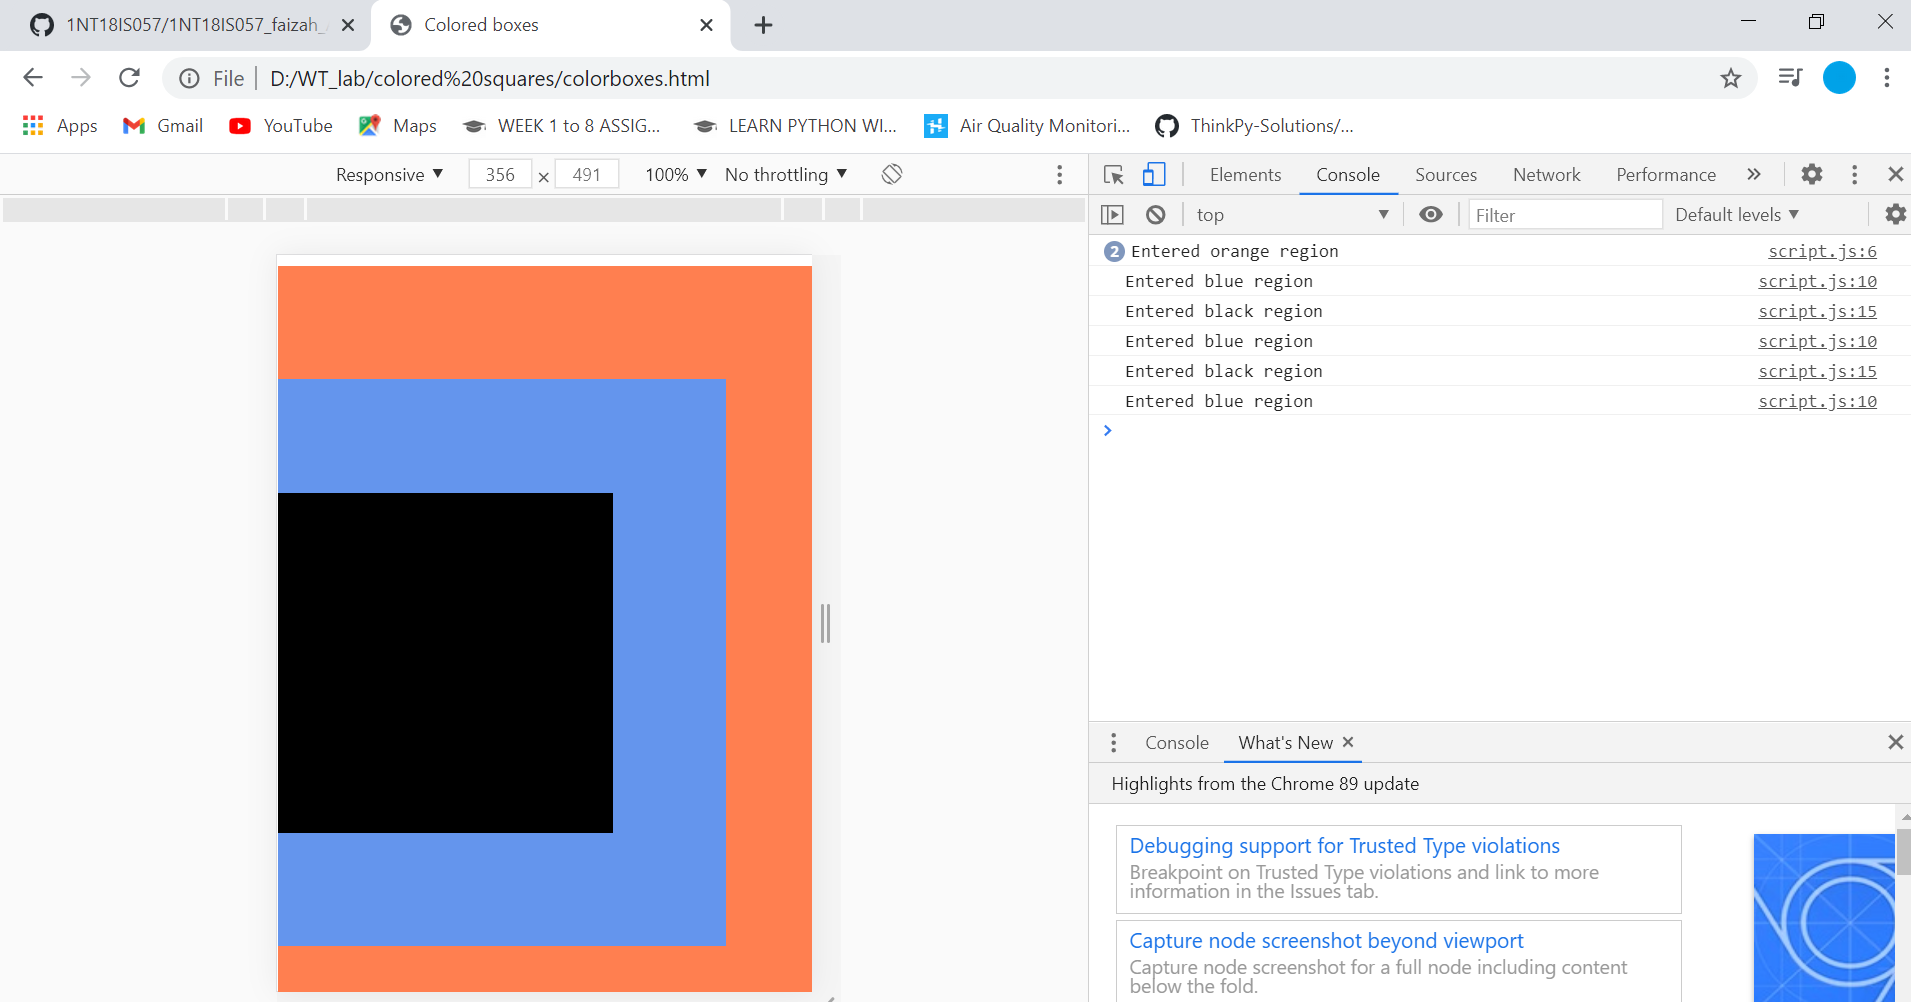 1NT18IS057/1NT18IS057_faizah_
Colored boxes
File
D:/WT_lab/colored%20squares/colorboxes.html
Apps
Gmail
YouTube
Maps
WEEK 1 to 8 ASSIG...
LEARN PYTHON WI...
Air Quality Monitori...
ThinkPy-Solutions/...
Responsive ▼ 356 × 491 100% ▼ No throttling ▼
Elements Console Sources Network Performance »
top ▼ Filter Default levels ▼
2 Entered orange region script.js:6
Entered blue region script.js:10
Entered black region script.js:15
Entered blue region script.js:10
Entered black region script.js:15
Entered blue region script.js:10
Console What's New
Highlights from the Chrome 89 update
Debugging support for Trusted Type violations
Breakpoint on Trusted Type violations and link to more
information in the Issues tab.
Capture node screenshot beyond viewport
Capture node screenshot for a full node including content
below the fold.